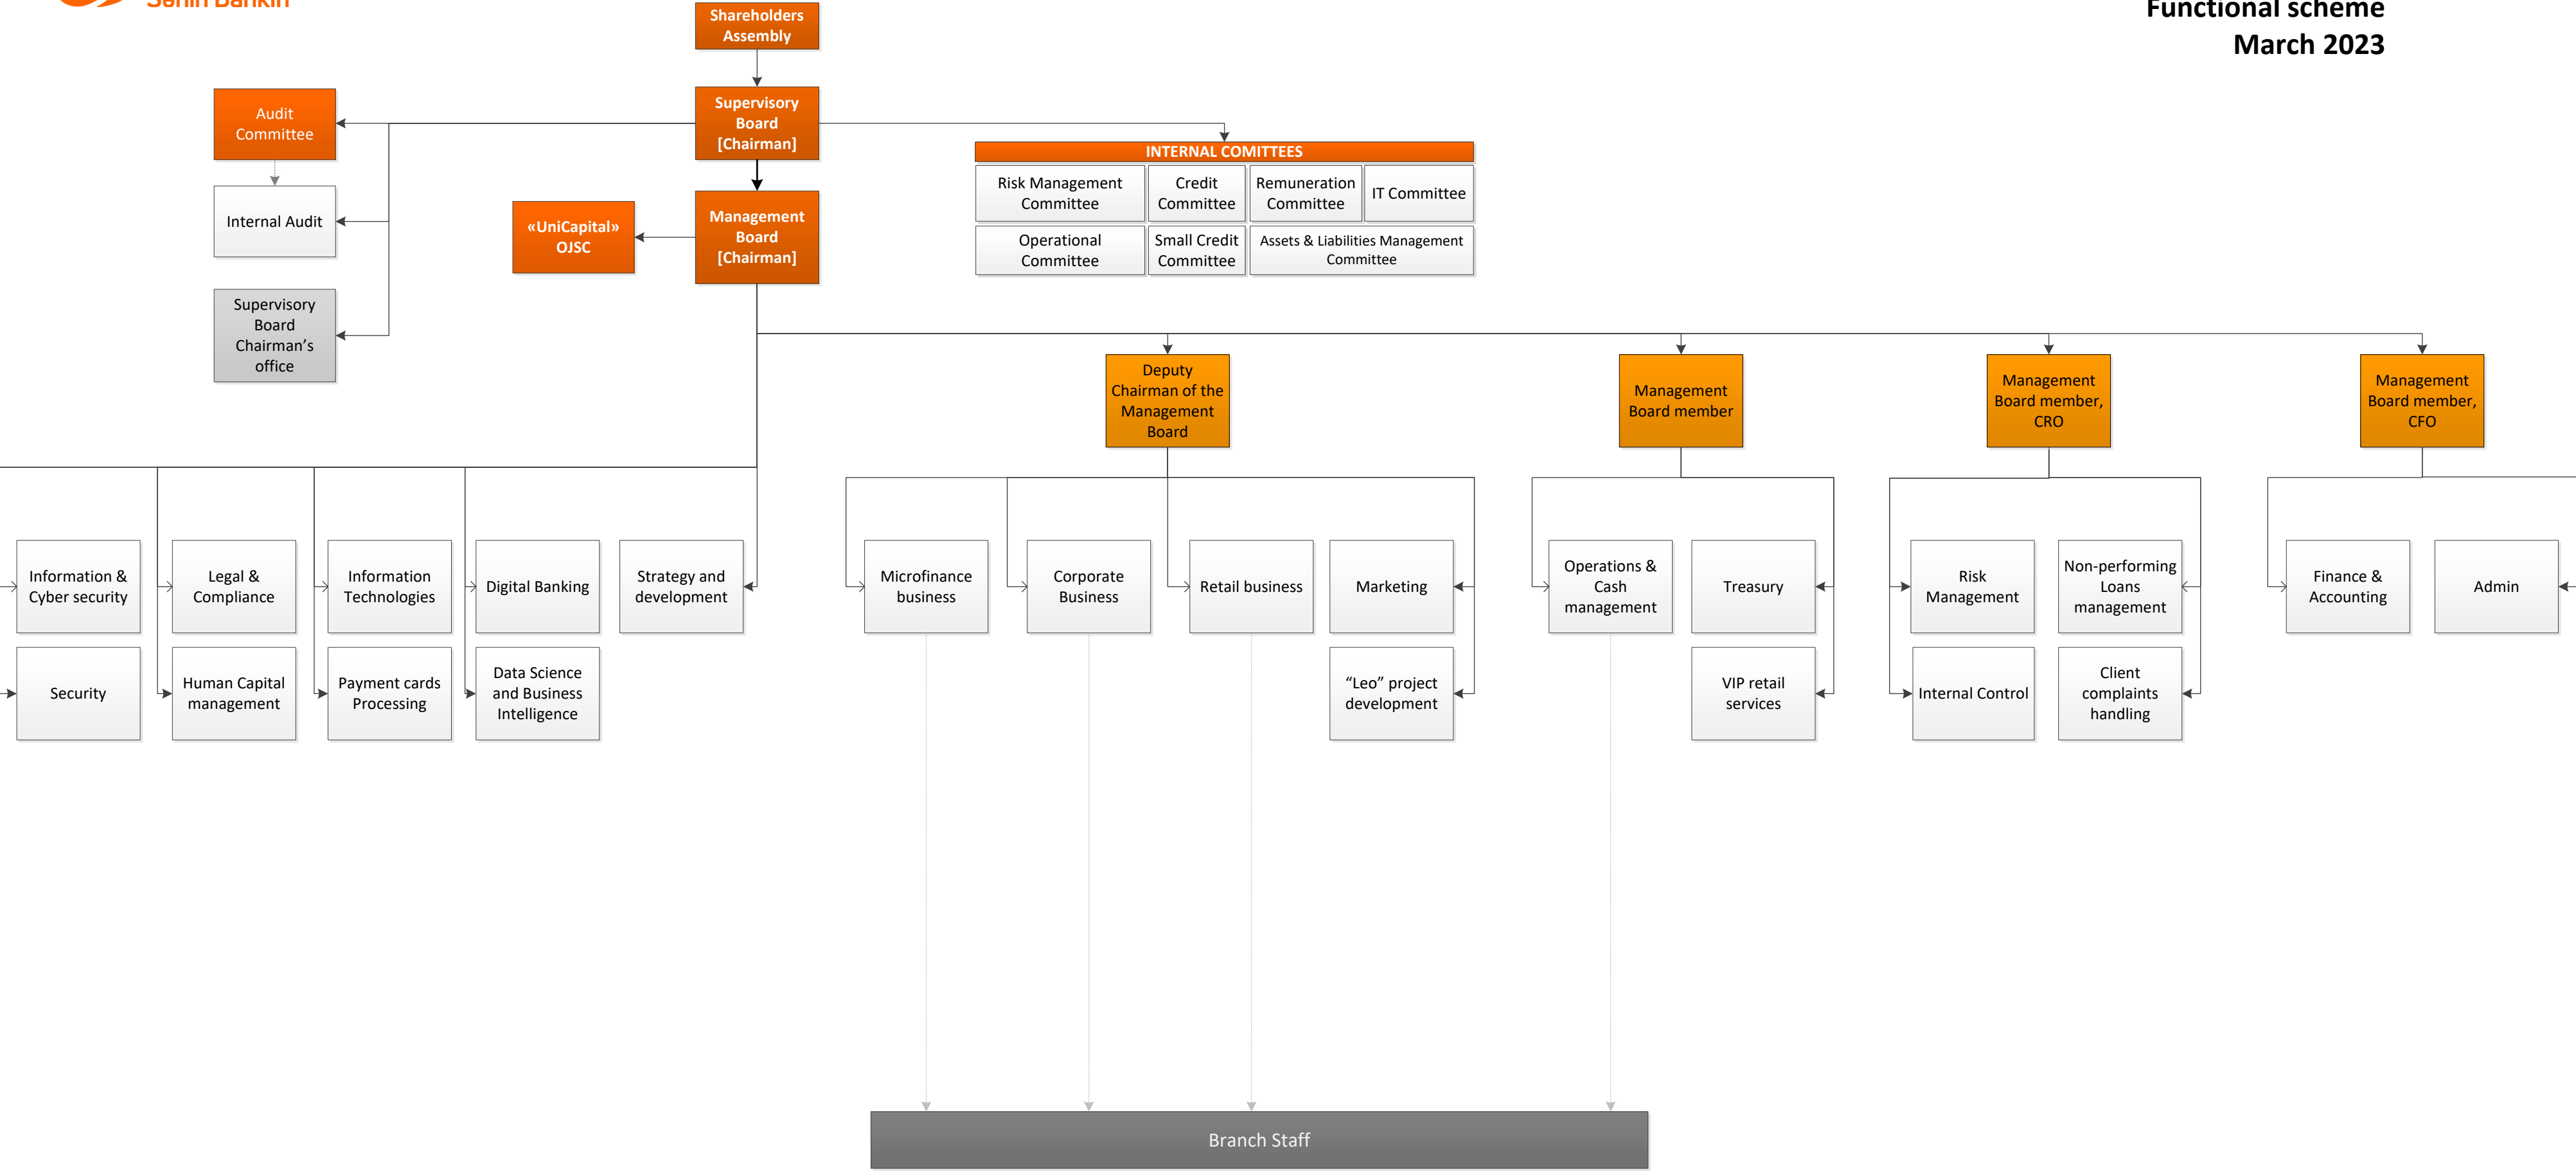 Sənin Bankın
Functional scheme
March 2023
Shareholders
Assembly
Supervisory
Board
[Chairman]
Audit
Committee
Internal Audit
Supervisory
Board
Chairman’s
office
«UniCapital»
OJSC
Management
Board
[Chairman]
INTERNAL COMITTEES
Risk Management
Committee
Credit
Committee
Remuneration
Committee
IT Committee
Operational
Committee
Small Credit
Committee
Assets & Liabilities Management
Committee
Deputy
Chairman of the
Management
Board
Management
Board member
Management
Board member,
CRO
Management
Board member,
CFO
Information &
Cyber security
Legal &
Compliance
Information
Technologies
Digital Banking
Strategy and
development
Microfinance
business
Corporate
Business
Retail business
Marketing
Operations &
Cash
management
Treasury
Risk
Management
Non-performing
Loans
management
Finance &
Accounting
Admin
Security
Human Capital
management
Payment cards
Processing
Data Science
and Business
Intelligence
“Leo” project
development
VIP retail
services
Internal Control
Client
complaints
handling
Branch Staff